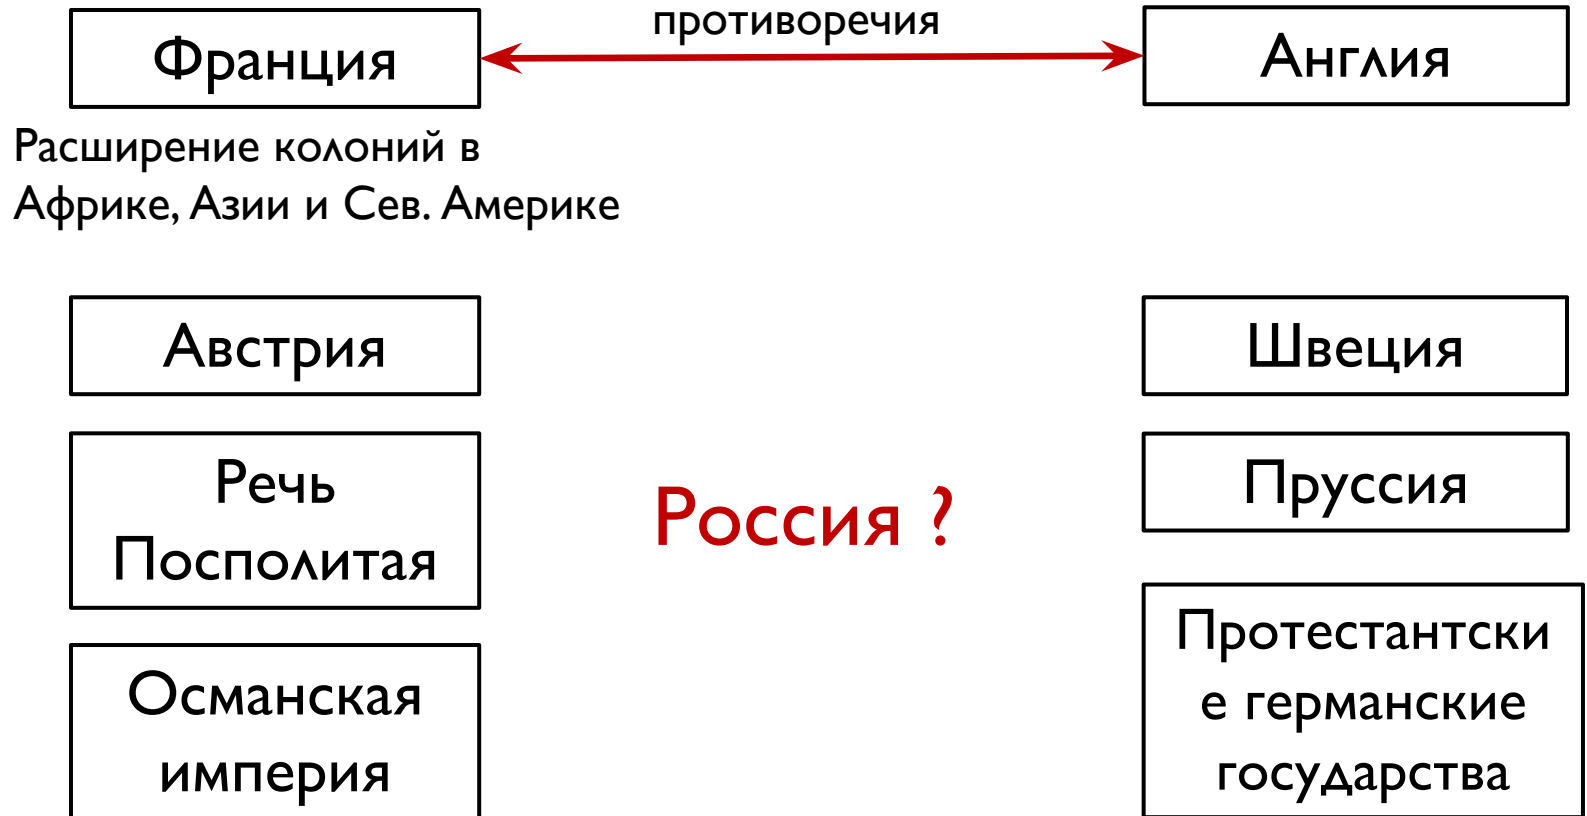 противоречия
Франция
Англия
Расширение колоний в
Африке, Азии и Сев. Америке
Австрия
Швеция
Речь
Посполитая
Россия ?
Пруссия
Османская
империя
Протестантски
е германские
государства